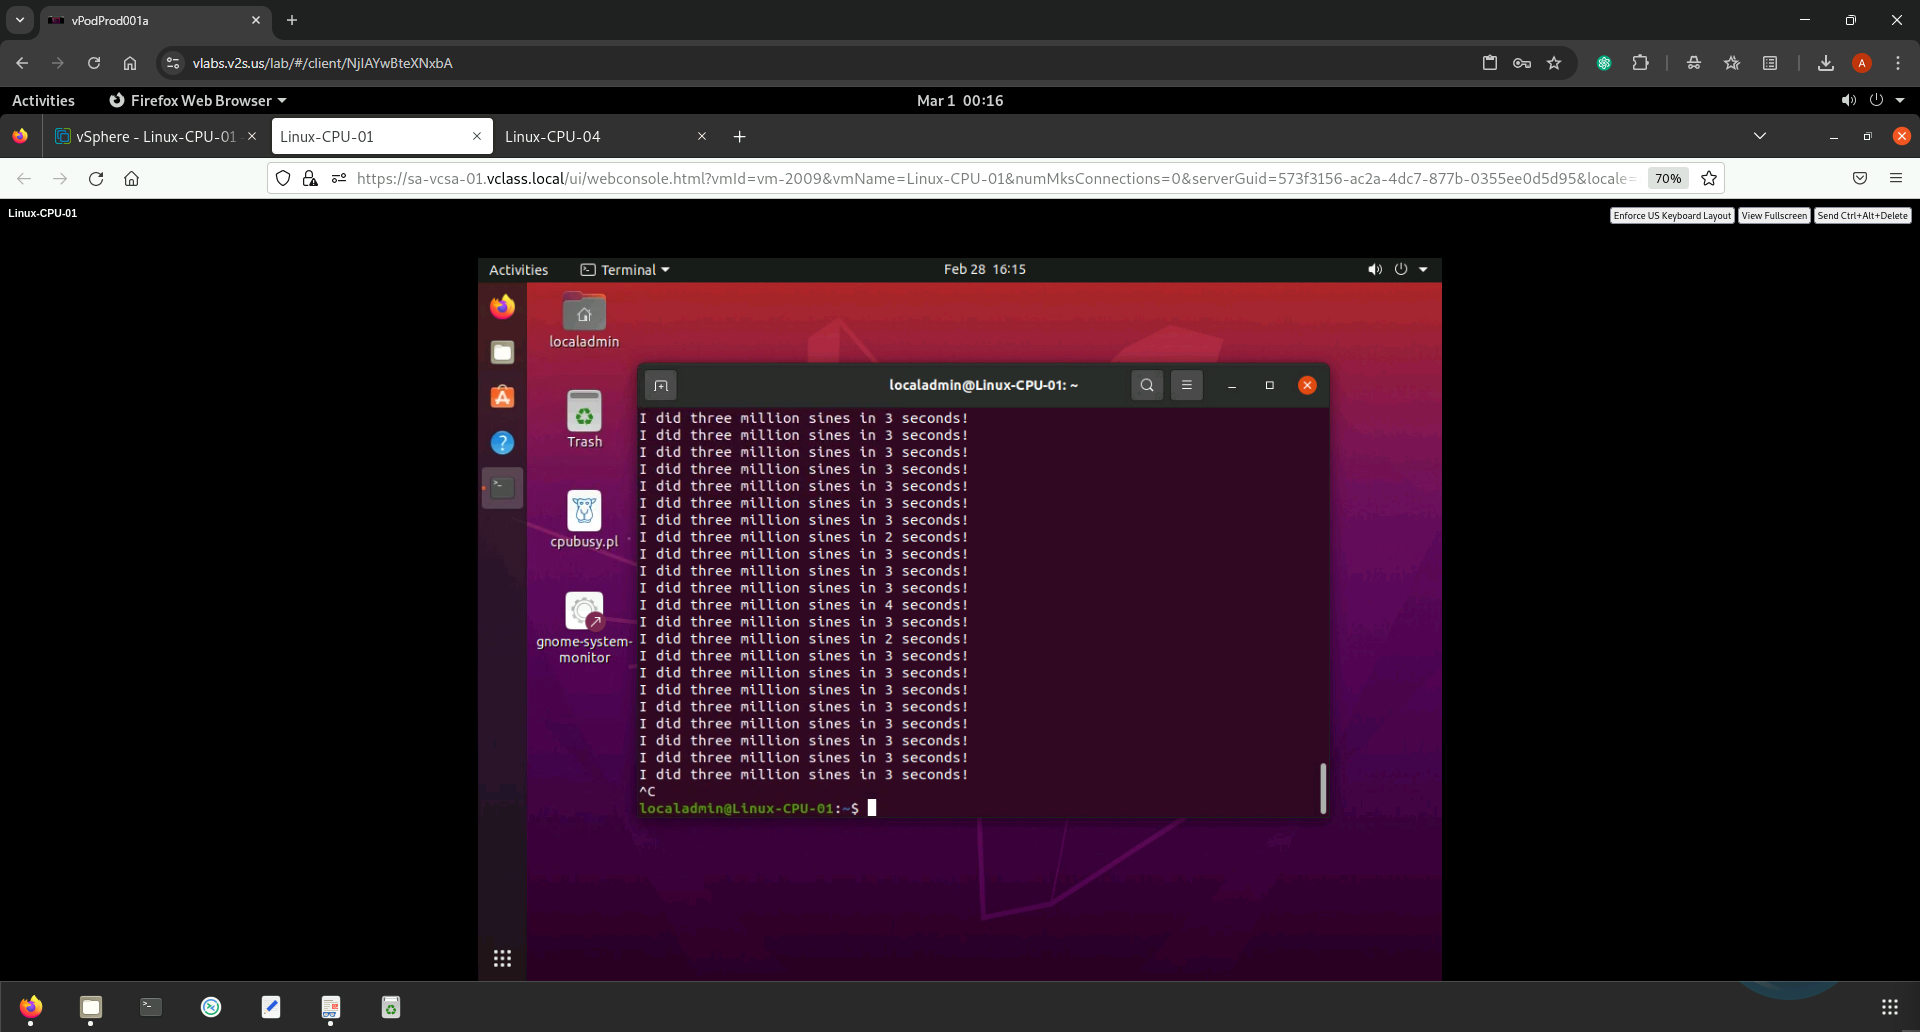 vPodProd001a
vlabs.v2s.us/lab/#/client/NjIAYwBteXNxbA
A
Activities
Firefox Web Browser
Mar 1 00:16
vSphere - Linux-CPU-01
Linux-CPU-01
Linux-CPU-04
https://sa-vcsa-01.vclass.local/ui/webconsole.html?vmId=vm-2009&vmName=Linux-CPU-01&numMksConnections=0&serverGuid=573f3156-ac2a-4dc7-877b-0355ee0d5d95&locale=
70%
Linux-CPU-01
Enforce US Keyboard Layout
View Fullscreen
Send Ctrl+Alt+Delete
Activities
Terminal
Feb 28 16:15
localadmin
Trash
cpubusy.pl
gnome-system-
monitor
localadmin@Linux-CPU-01: ~
I did three million sines in 3 seconds!
I did three million sines in 3 seconds!
I did three million sines in 3 seconds!
I did three million sines in 3 seconds!
I did three million sines in 3 seconds!
I did three million sines in 3 seconds!
I did three million sines in 3 seconds!
I did three million sines in 2 seconds!
I did three million sines in 3 seconds!
I did three million sines in 3 seconds!
I did three million sines in 3 seconds!
I did three million sines in 4 seconds!
I did three million sines in 3 seconds!
I did three million sines in 2 seconds!
I did three million sines in 3 seconds!
I did three million sines in 3 seconds!
I did three million sines in 3 seconds!
I did three million sines in 3 seconds!
I did three million sines in 3 seconds!
I did three million sines in 3 seconds!
I did three million sines in 3 seconds!
I did three million sines in 3 seconds!
^C
localadmin@Linux-CPU-01:~$